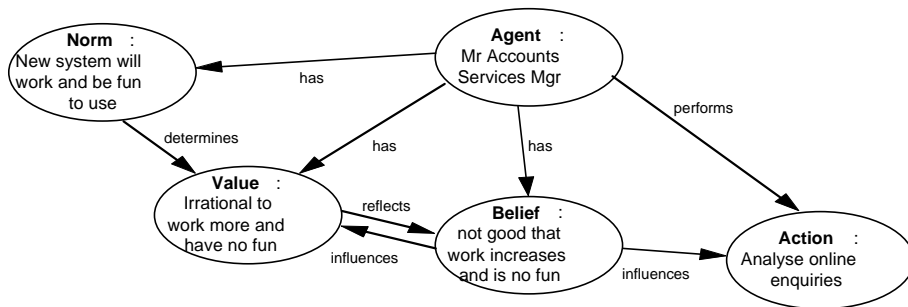 Norm :
New system will
work and be fun
to use
Agent :
Mr Accounts
Services Mgr
has
performs
determines
has
has
Value :
Irrational to
work more and
have no fun
reflects
influences
Belief :
not good that
work increases
and is no fun
influences
Action :
Analyse online
enquiries